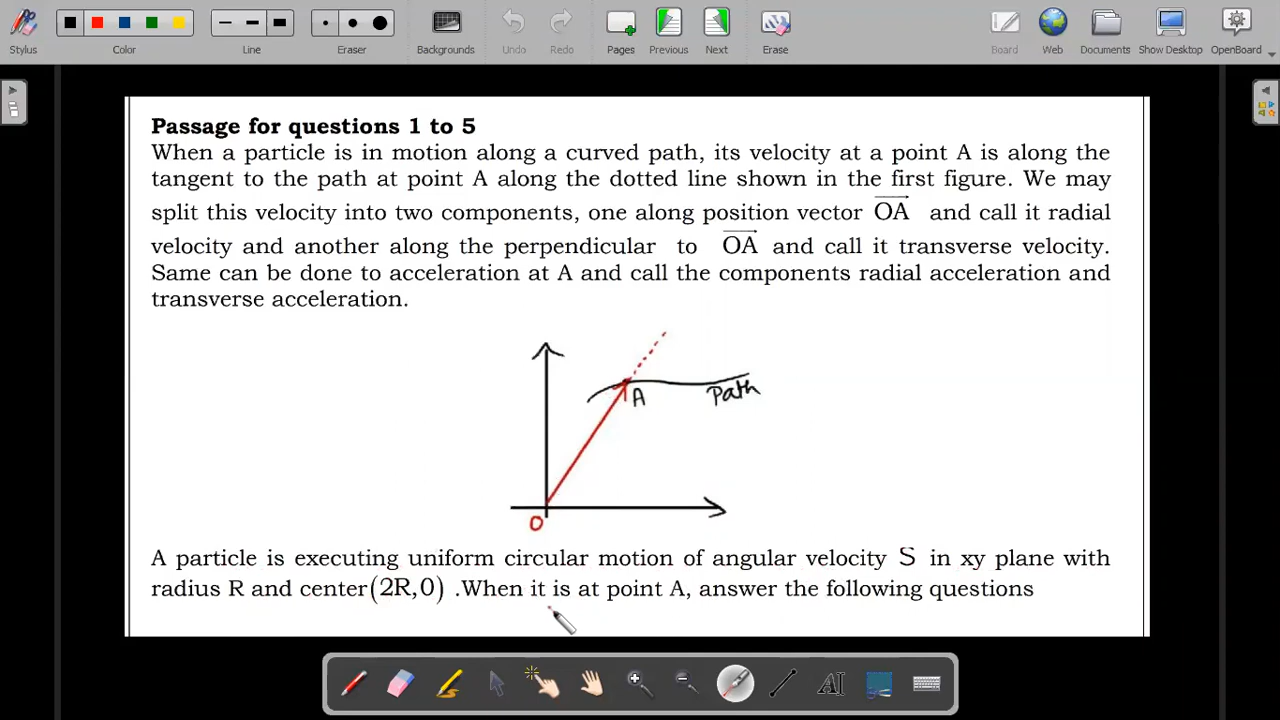 Stylus
Color
Line
Eraser
Backgrounds
Undo
Redo
Pages
Previous
Next
Erase
Board
Web
Documents
Show Desktop
OpenBoard
Passage for questions 1 to 5
When a particle is in motion along a curved path, its velocity at a point A is along the
tangent to the path at point A along the dotted line shown in the first figure. We may
split this velocity into two components, one along position vector OA and call it radial
velocity and another along the perpendicular to OA and call it transverse velocity.
Same can be done to acceleration at A and call the components radial acceleration and
transverse acceleration.
A
Path
O
A particle is executing uniform circular motion of angular velocity S in xy plane with
radius R and center(2R,0) .When it is at point A, answer the following questions
AI